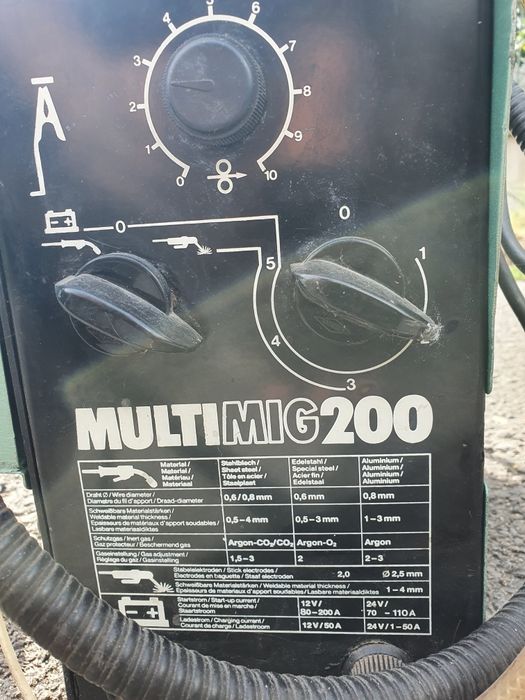 4 5 6
3 7
2 8
1 9
0 10
0 0
5 1
4
3
MULTIMIG200
Material / Material / Matériau / Materiaal
Stahlblech / Sheet steel / Tôle en acier / Staalplaat
Edelstahl / Special steel / Acier fin / Edelstaal
Aluminium / Aluminium / Aluminium / Aluminium
Draht Ø / Wire diameter /
Diamètre du fil d'apport / Draad-diameter
0,6 / 0,8 mm 0,6 mm 0,8 mm
Schweißbare Materialstärken /
Weldable material thickness /
Epaisseurs de matériaux d'apport soudables /
Lasbare materiaaldiktes
0,5-4 mm 0,5-3 mm 1-3 mm
Schutzgas / Inert gas /
Gaz protecteur / Beschermend gas
Argon-CO₂/CO₂ Argon-O₂ Argon
Gaseinstellung / Gas adjustment /
Réglage du gaz / Gasinstelling
1,5-3 2 2-3
Stabelektroden / Stick electrodes /
Electrodes en baguette / Staaf electroden
2,0 Ø 2,5 mm
Schweißbare Materialstärken / Weldable material thickness /
Epaisseurs de materiaux d'apport soudables / Lasbare materiaaldiktes
1-4 mm
Startstrom / Start-up current /
Courant de mise en marche /
Staartstroom
12 V / 80-200 A
24 V / 70 - 110 A
Ladestrom / Charging current /
Courant de charge / Laadstroom
12 V / 50 A 24 V / 1-50 A